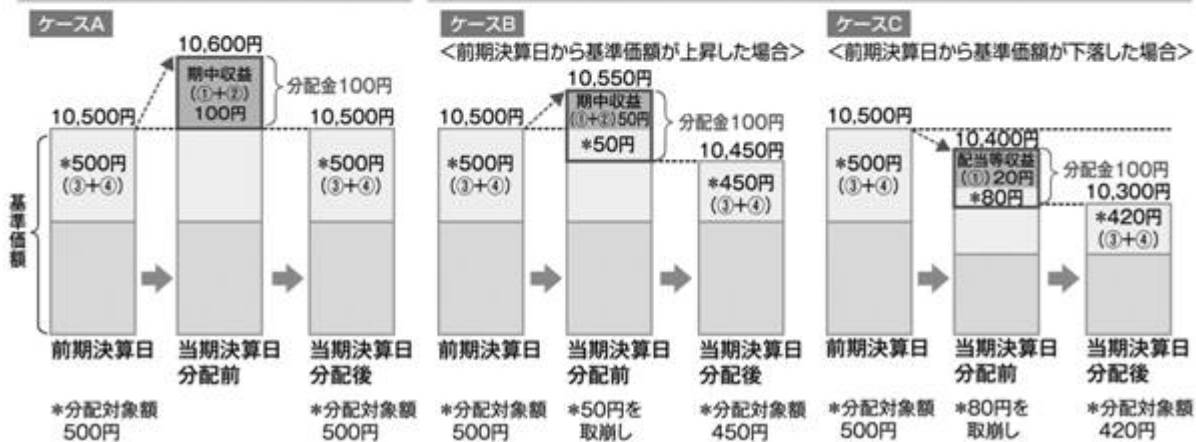 ケースA
10,600円
期中収益
(①+②)
100円
分配金100円
10,500円
10,500円
*500円
(③+④)
*500円
(③+④)
基準価額
前期決算日
当期決算日
分配前
当期決算日
分配後
*分配対象額
500円
*分配対象額
500円
ケースB
<前期決算日から基準価額が上昇した場合>
10,550円
期中収益
(①+②)50円
*50円
分配金100円
10,500円
10,450円
*500円
(③+④)
*450円
(③+④)
前期決算日
当期決算日
分配前
当期決算日
分配後
*分配対象額
500円
*50円を
取崩し
*分配対象額
450円
ケースC
<前期決算日から基準価額が下落した場合>
10,500円
10,400円
配当等収益
(①)20円
*80円
分配金100円
10,300円
*500円
(③+④)
*420円
(③+④)
前期決算日
当期決算日
分配前
当期決算日
分配後
*分配対象額
500円
*80円を
取崩し
*分配対象額
420円